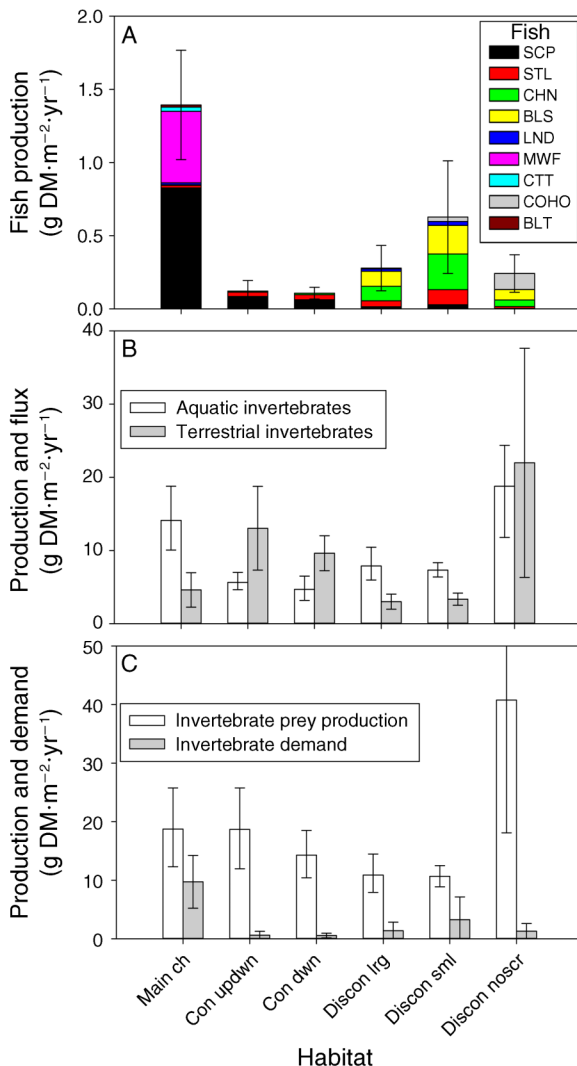 A
Fish production
(g DM·m⁻²·yr⁻¹)
2.0
1.5
1.0
0.5
0.0
Fish
SCP
STL
CHN
BLS
LND
MWF
CTT
COHO
BLT
B
Production and flux
(g DM·m⁻²·yr⁻¹)
40
30
20
10
0
Aquatic invertebrates
Terrestrial invertebrates
C
Production and demand
(g DM·m⁻²·yr⁻¹)
50
40
30
20
10
0
Invertebrate prey production
Invertebrate demand
Main ch
Con updwn
Con dwn
Discon lrg
Discon sml
Discon noscr
Habitat